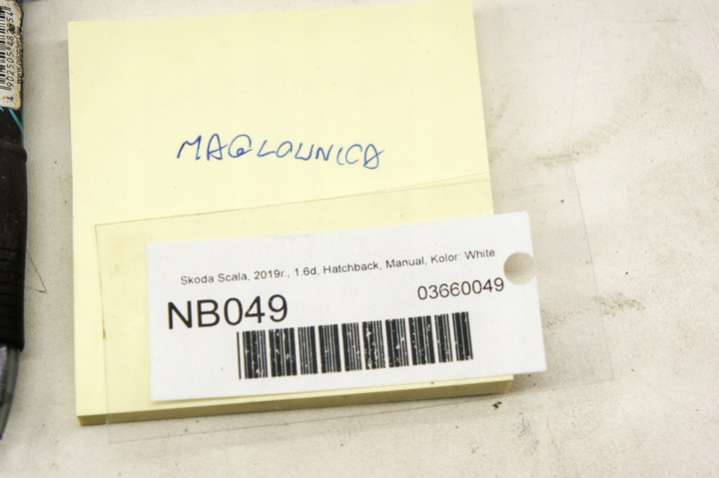 MAGLOWNICA
Skoda Scala, 2019r., 1.6d, Hatchback, Manual, Kolor: White
NB049
03660049